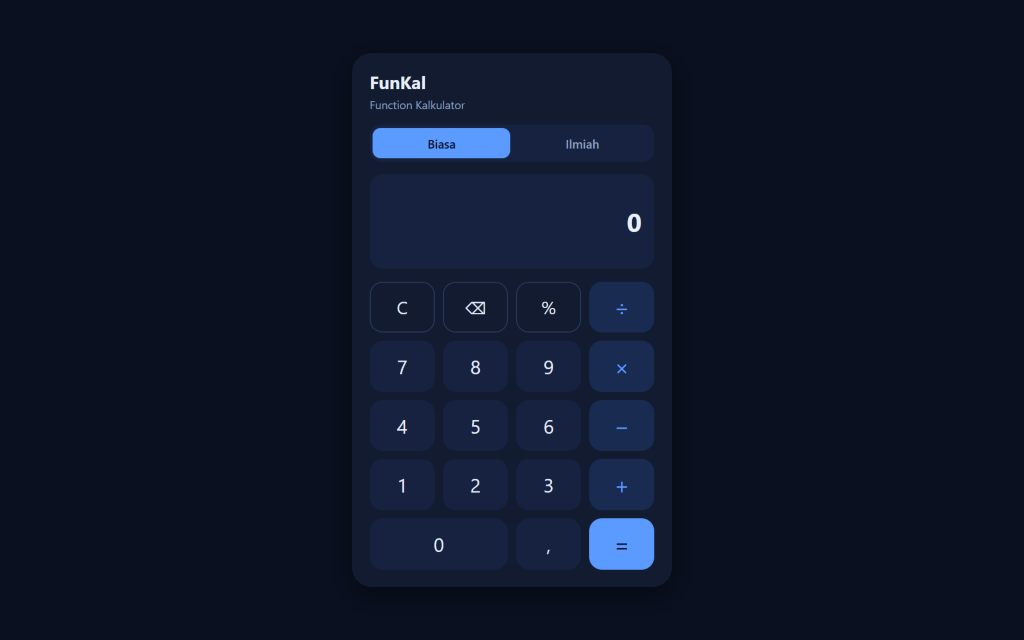 FunKal
Function Kalkulator
Biasa Ilmiah
0
C ⌫ % ÷
7 8 9 ×
4 5 6 −
1 2 3 +
0 , =